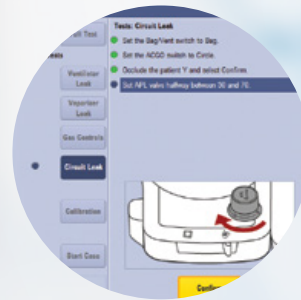 Test
Tests: Circuit Leak
Set the Bag/Vent switch to Bag.
Set the ACGO switch to Circle.
Occlude the patient Y and select Confirm.
Set APL valve halfway between 30 and 70.
Ventilator
Leak
Vaporizer
Leak
Gas Controls
Circuit Leak
Calibration
Start Case